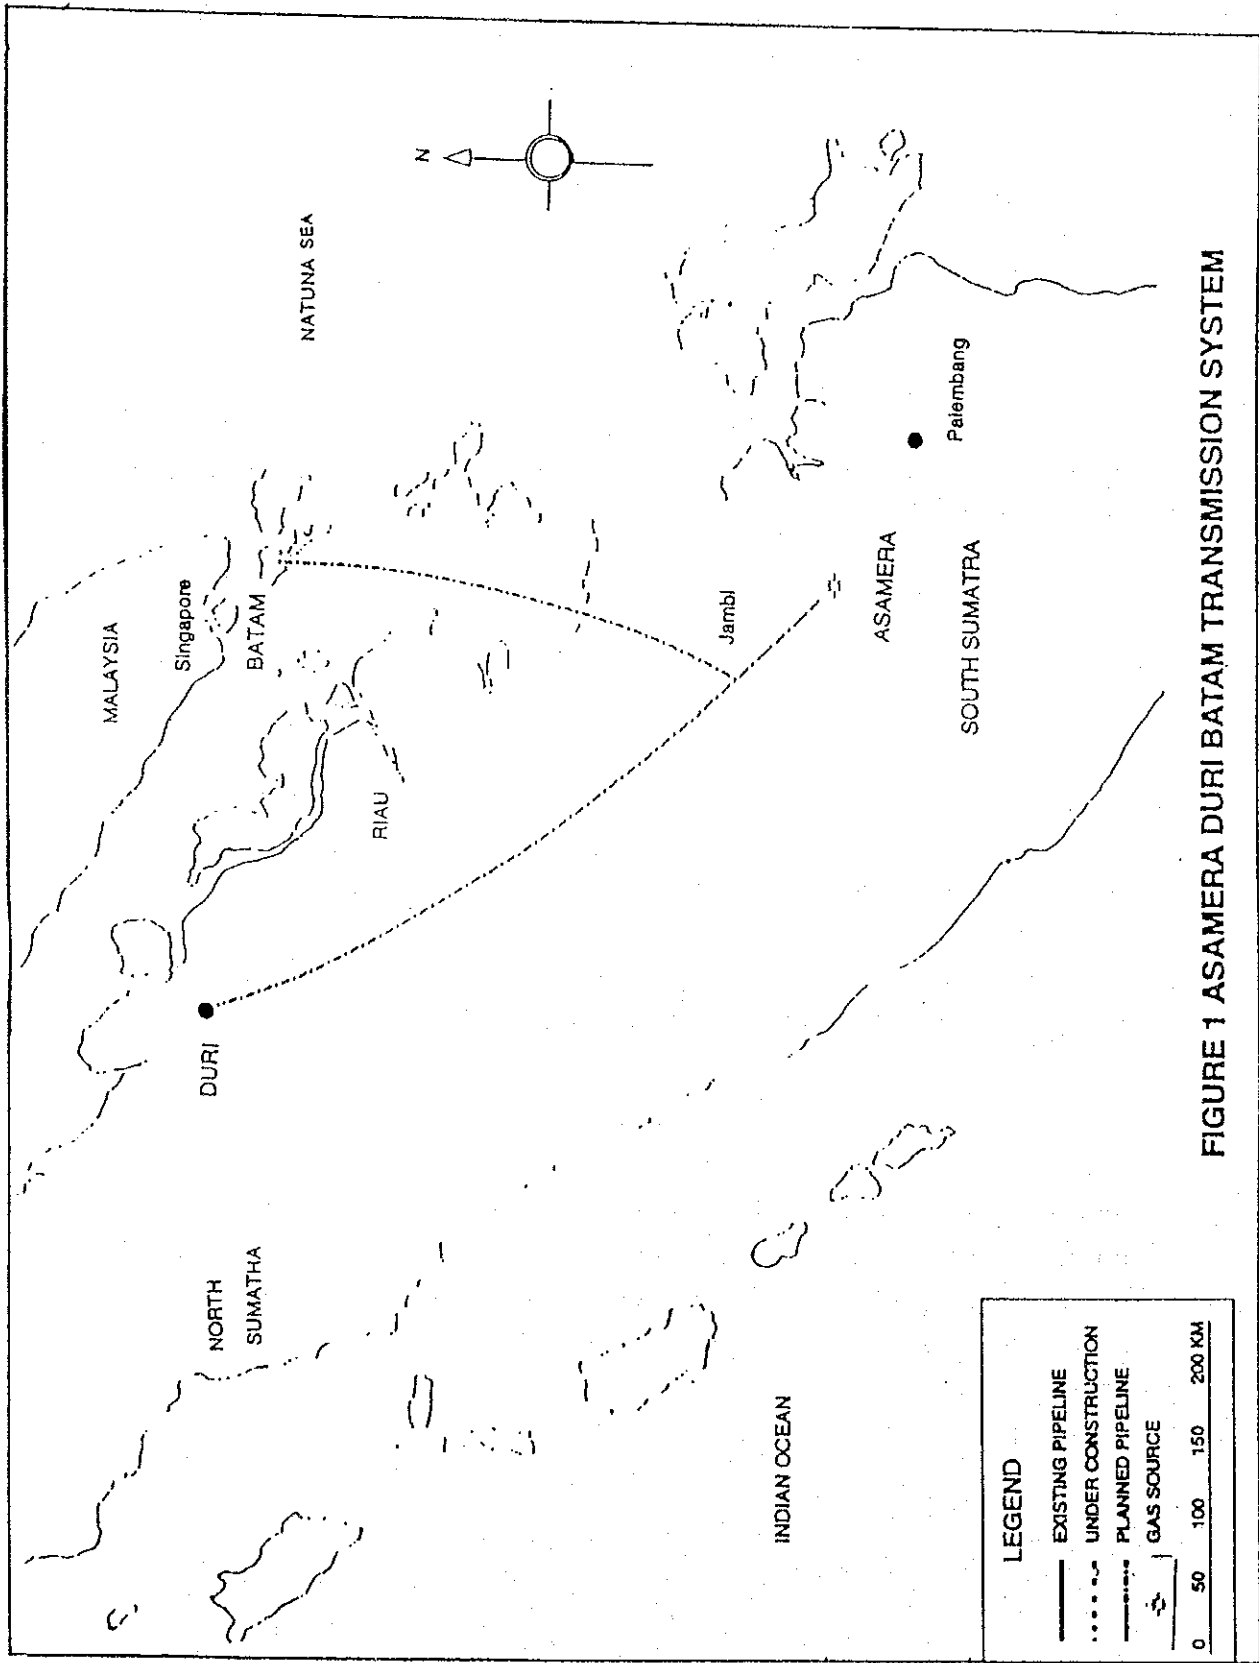 N
MALAYSIA
NATUNA SEA
Singapore
BATAM
DURI
NORTH
SUMATHA
RIAU
Jambl
INDIAN OCEAN
ASAMERA
Palembang
SOUTH SUMATRA
LEGEND
EXISTING PIPELINE
UNDER CONSTRUCTION
PLANNED PIPELINE
GAS SOURCE
0 50 100 150 200 KM
FIGURE 1 ASAMERA DURI BATAM TRANSMISSION SYSTEM